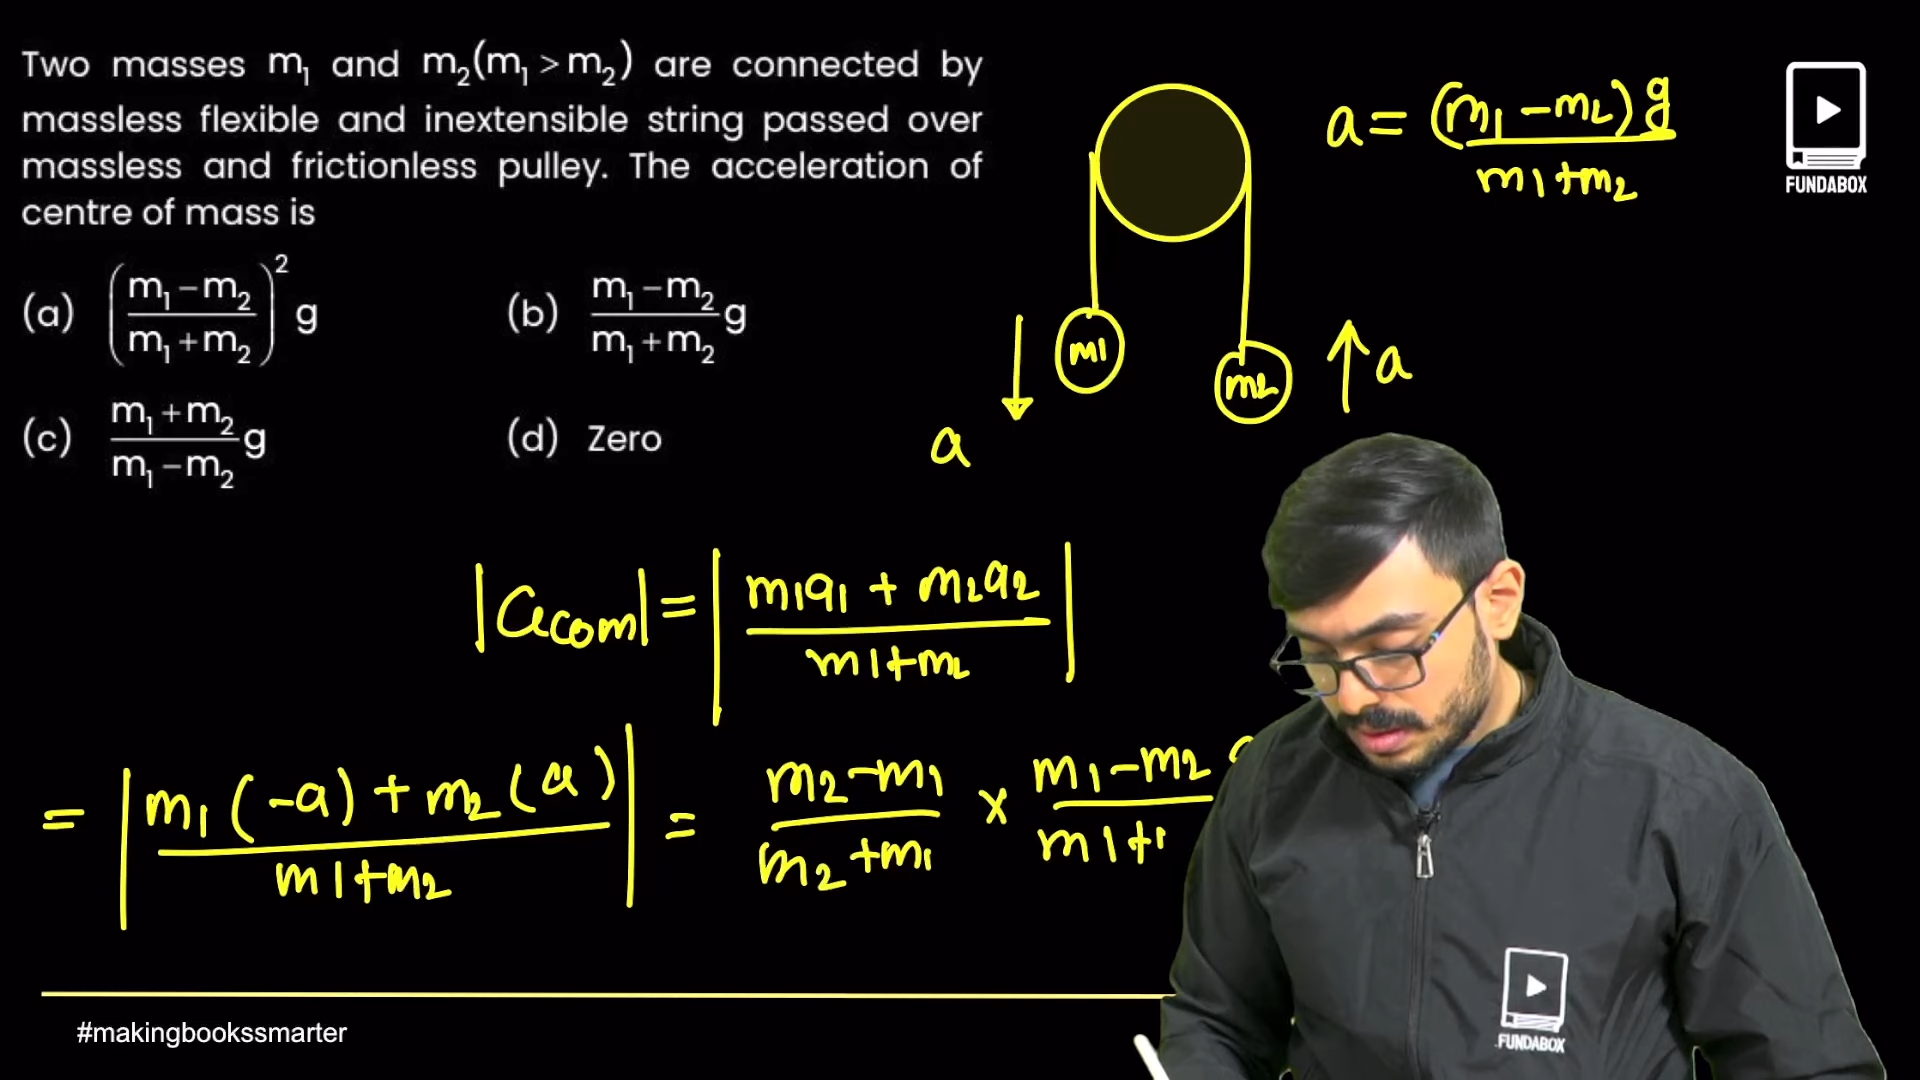 Two masses m₁ and m₂(m₁ > m₂) are connected by
massless flexible and inextensible string passed over
massless and frictionless pulley. The acceleration of
centre of mass is
(a) ((m₁ − m₂)/(m₁ + m₂))² g
(b) (m₁ − m₂)/(m₁ + m₂) g
(c) (m₁ + m₂)/(m₁ − m₂) g
(d) Zero
a = (m₁ − m₂) g / m1 + m₂
FUNDABOX
m1
m2
a
a
|acom| = |m₁a₁ + m₂a₂ / m1 + m₂|
= |m₁(-a) + m₂(a) / m1 + m₂| = m₂ − m₁ / m₂ + m₁ × m₁ − m₂ / m1 +
#makingbookssmarter
FUNDABOX